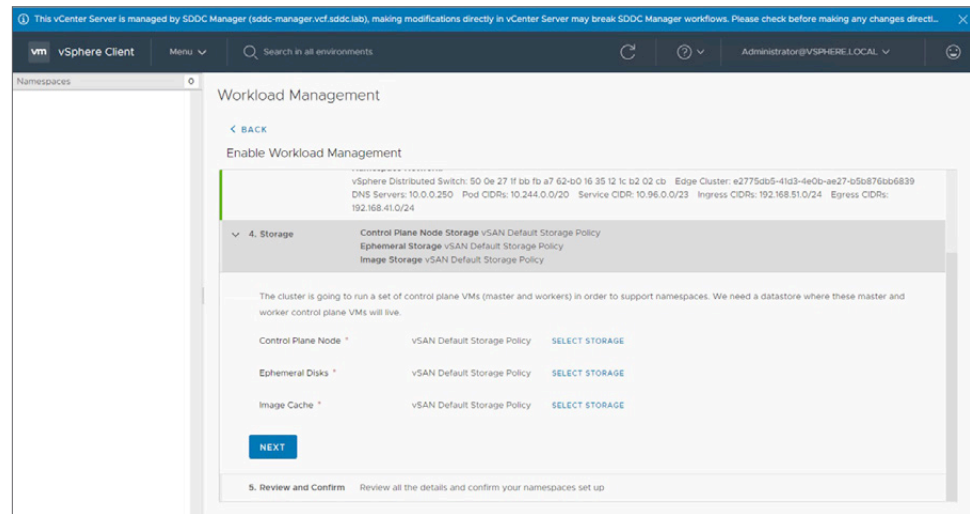 This vCenter Server is managed by SDDC Manager (sddc-manager.vcf.sddc.lab), making modifications directly in vCenter Server may break SDDC Manager workflows. Please check before making any changes directl...
vm vSphere Client Menu Search in all environments Administrator@VSPHERE.LOCAL
Namespaces 0
Workload Management
BACK
Enable Workload Management
vSphere Distributed Switch: 50 0e 27 1f bb fb a7 62-b0 16 35 12 1c b2 02 cb Edge Cluster: e2775db5-41d3-4e0b-ae27-b5b876bb6839
DNS Servers: 10.0.0.250 Pod CIDRs: 10.244.0.0/20 Service CIDR: 10.96.0.0/23 Ingress CIDRs: 192.168.51.0/24 Egress CIDRs:
192.168.41.0/24
4. Storage Control Plane Node Storage vSAN Default Storage Policy
Ephemeral Storage vSAN Default Storage Policy
Image Storage vSAN Default Storage Policy
The cluster is going to run a set of control plane VMs (master and workers) in order to support namespaces. We need a datastore where these master and
worker control plane VMs will live.
Control Plane Node * vSAN Default Storage Policy SELECT STORAGE
Ephemeral Disks * vSAN Default Storage Policy SELECT STORAGE
Image Cache * vSAN Default Storage Policy SELECT STORAGE
NEXT
5. Review and Confirm Review all the details and confirm your namespaces set up